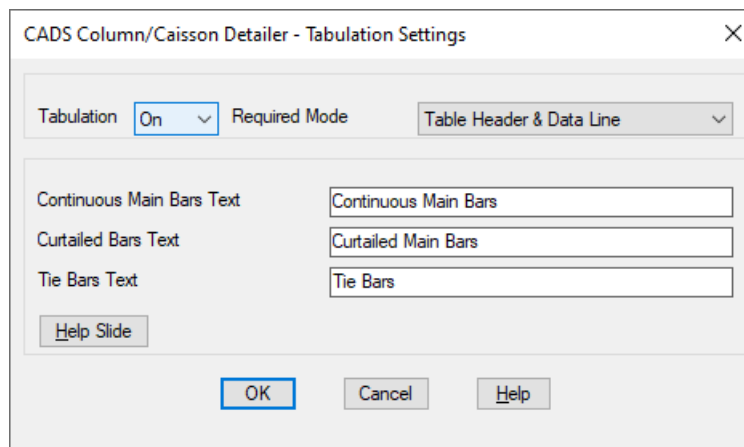 CADS Column/Caisson Detailer - Tabulation Settings
Tabulation On Required Mode Table Header & Data Line
Continuous Main Bars Text Continuous Main Bars
Curtailed Bars Text Curtailed Main Bars
Tie Bars Text Tie Bars
Help Slide
OK Cancel Help